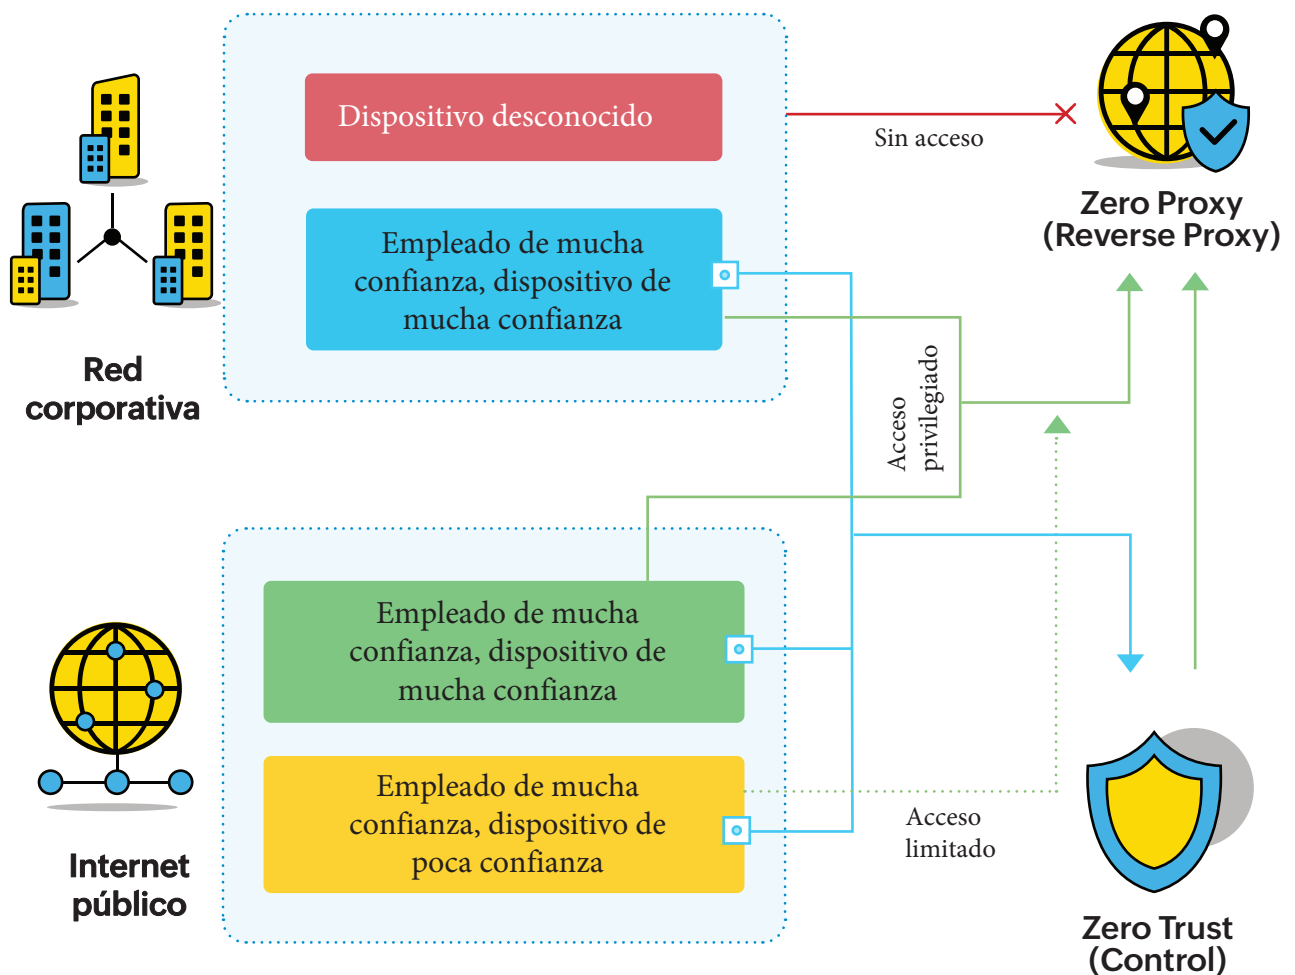 Dispositivo desconocido
Sin acceso
Zero Proxy
(Reverse Proxy)
Empleado de mucha
confianza, dispositivo de
mucha confianza
Red
corporativa
Acceso
privilegiado
Empleado de mucha
confianza, dispositivo de
mucha confianza
Empleado de mucha
confianza, dispositivo de
poca confianza
Acceso
limitado
Internet
público
Zero Trust
(Control)